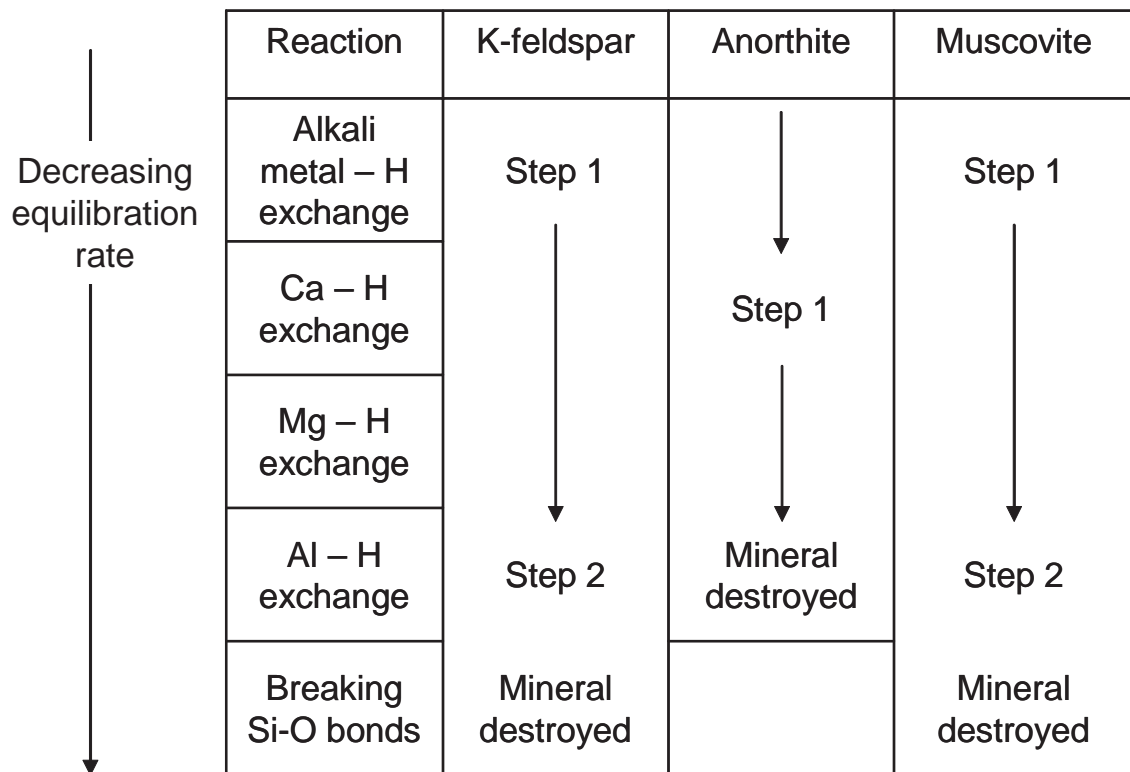 Decreasing
equilibration
rate
Reaction
K-feldspar
Anorthite
Muscovite
Alkali
metal – H
exchange
Step 1
Step 1
Ca – H
exchange
Step 1
Mg – H
exchange
Al – H
exchange
Step 2
Mineral
destroyed
Step 2
Breaking
Si-O bonds
Mineral
destroyed
Mineral
destroyed